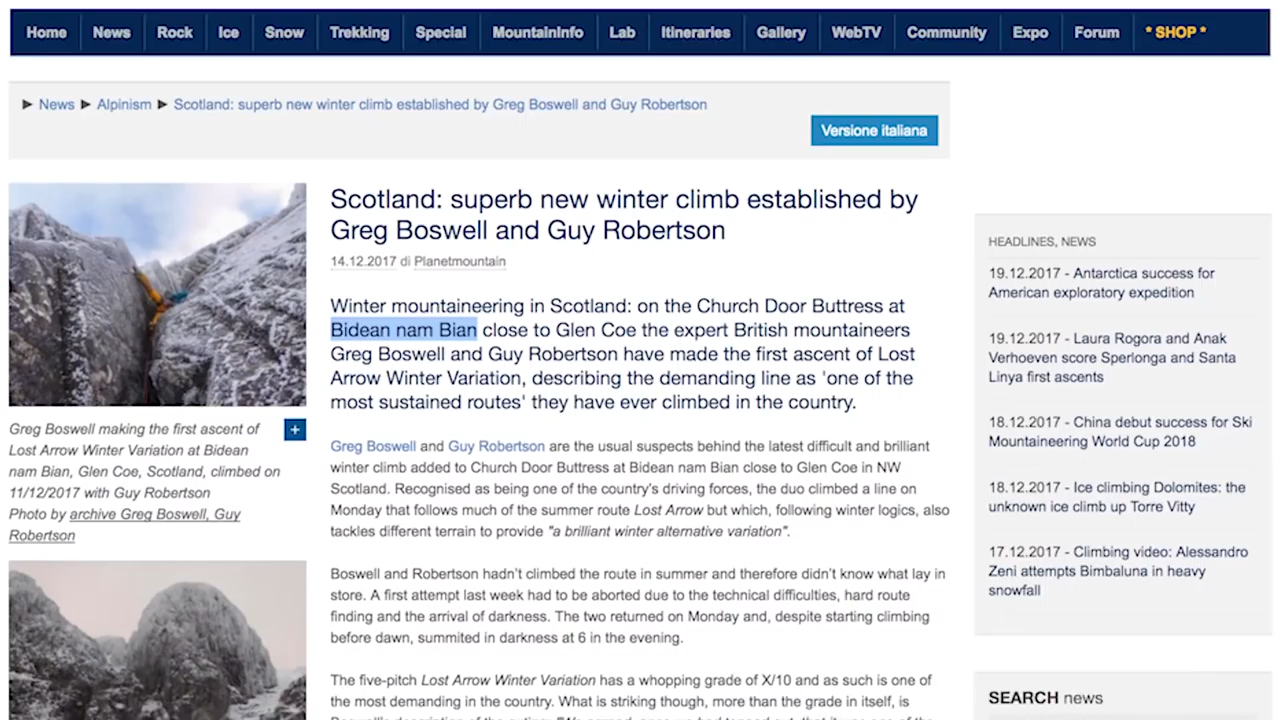 Home News Rock Ice Snow Trekking Special MountainInfo Lab Itineraries Gallery WebTV Community Expo Forum * SHOP *
► News ► Alpinism ► Scotland: superb new winter climb established by Greg Boswell and Guy Robertson
Versione italiana
Greg Boswell making the first ascent of
Lost Arrow Winter Variation at Bidean
nam Bian, Glen Coe, Scotland, climbed on
11/12/2017 with Guy Robertson
Photo by archive Greg Boswell, Guy
Robertson
Scotland: superb new winter climb established by
Greg Boswell and Guy Robertson
14.12.2017 di Planetmountain
Winter mountaineering in Scotland: on the Church Door Buttress at
Bidean nam Bian close to Glen Coe the expert British mountaineers
Greg Boswell and Guy Robertson have made the first ascent of Lost
Arrow Winter Variation, describing the demanding line as 'one of the
most sustained routes' they have ever climbed in the country.
Greg Boswell and Guy Robertson are the usual suspects behind the latest difficult and brilliant
winter climb added to Church Door Buttress at Bidean nam Bian close to Glen Coe in NW
Scotland. Recognised as being one of the country's driving forces, the duo climbed a line on
Monday that follows much of the summer route Lost Arrow but which, following winter logics, also
tackles different terrain to provide "a brilliant winter alternative variation".
Boswell and Robertson hadn't climbed the route in summer and therefore didn't know what lay in
store. A first attempt last week had to be aborted due to the technical difficulties, hard route
finding and the arrival of darkness. The two returned on Monday and, despite starting climbing
before dawn, summited in darkness at 6 in the evening.
The five-pitch Lost Arrow Winter Variation has a whopping grade of X/10 and as such is one of
the most demanding in the country. What is striking though, more than the grade in itself, is
HEADLINES, NEWS
19.12.2017 - Antarctica success for
American exploratory expedition
19.12.2017 - Laura Rogora and Anak
Verhoeven score Sperlonga and Santa
Linya first ascents
18.12.2017 - China debut success for Ski
Mountaineering World Cup 2018
18.12.2017 - Ice climbing Dolomites: the
unknown ice climb up Torre Vitty
17.12.2017 - Climbing video: Alessandro
Zeni attempts Bimbaluna in heavy
snowfall
SEARCH news